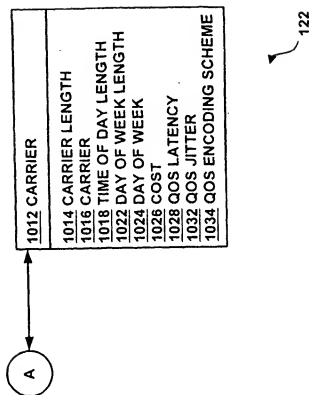 A
1012 CARRIER
1014 CARRIER LENGTH
1016 CARRIER
1018 TIME OF DAY LENGTH
1022 DAY OF WEEK LENGTH
1024 DAY OF WEEK
1026 COST
1028 QOS LATENCY
1032 QOS JITTER
1034 QOS ENCODING SCHEME
122